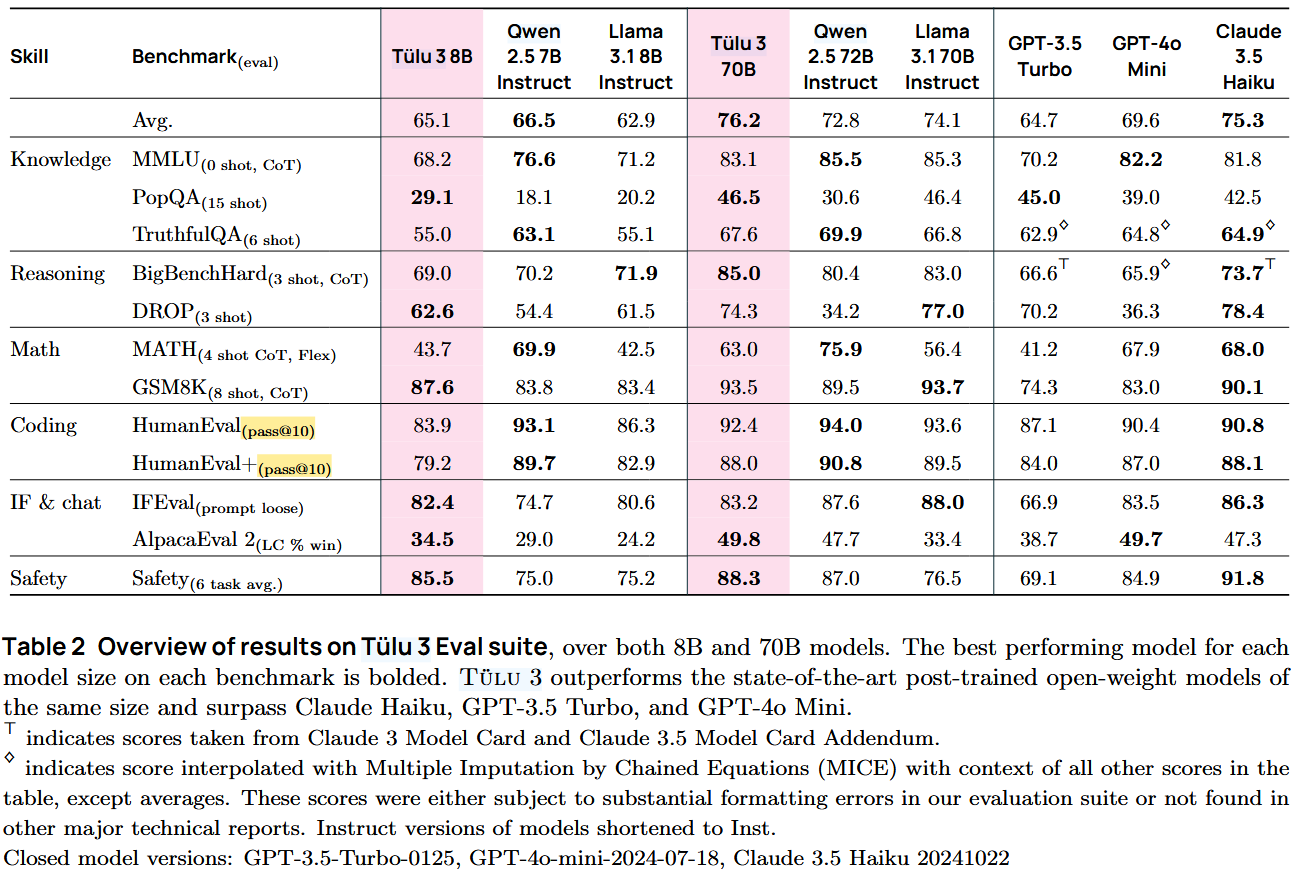 Skill Benchmark(eval) Tülu 3 8B Qwen 2.5 7B Instruct Llama 3.1 8B Instruct Tülu 3 70B Qwen 2.5 72B Instruct Llama 3.1 70B Instruct GPT-3.5 Turbo GPT-4o Mini Claude 3.5 Haiku
Avg. 65.1 66.5 62.9 76.2 72.8 74.1 64.7 69.6 75.3
Knowledge MMLU(0 shot, CoT) 68.2 76.6 71.2 83.1 85.5 85.3 70.2 82.2 81.8
PopQA(15 shot) 29.1 18.1 20.2 46.5 30.6 46.4 45.0 39.0 42.5
TruthfulQA(6 shot) 55.0 63.1 55.1 67.6 69.9 66.8 62.9◇ 64.8◇ 64.9◇
Reasoning BigBenchHard(3 shot, CoT) 69.0 70.2 71.9 85.0 80.4 83.0 66.6⊤ 65.9◇ 73.7⊤
DROP(3 shot) 62.6 54.4 61.5 74.3 34.2 77.0 70.2 36.3 78.4
Math MATH(4 shot CoT, Flex) 43.7 69.9 42.5 63.0 75.9 56.4 41.2 67.9 68.0
GSM8K(8 shot, CoT) 87.6 83.8 83.4 93.5 89.5 93.7 74.3 83.0 90.1
Coding HumanEval(pass@10) 83.9 93.1 86.3 92.4 94.0 93.6 87.1 90.4 90.8
HumanEval+(pass@10) 79.2 89.7 82.9 88.0 90.8 89.5 84.0 87.0 88.1
IF & chat IFEval(prompt loose) 82.4 74.7 80.6 83.2 87.6 88.0 66.9 83.5 86.3
AlpacaEval 2(LC % win) 34.5 29.0 24.2 49.8 47.7 33.4 38.7 49.7 47.3
Safety Safety(6 task avg.) 85.5 75.0 75.2 88.3 87.0 76.5 69.1 84.9 91.8
Table 2 Overview of results on Tülu 3 Eval suite, over both 8B and 70B models. The best performing model for each
model size on each benchmark is bolded. TÜLU 3 outperforms the state-of-the-art post-trained open-weight models of
the same size and surpass Claude Haiku, GPT-3.5 Turbo, and GPT-4o Mini.
⊤ indicates scores taken from Claude 3 Model Card and Claude 3.5 Model Card Addendum.
◇ indicates score interpolated with Multiple Imputation by Chained Equations (MICE) with context of all other scores in the
table, except averages. These scores were either subject to substantial formatting errors in our evaluation suite or not found in
other major technical reports. Instruct versions of models shortened to Inst.
Closed model versions: GPT-3.5-Turbo-0125, GPT-4o-mini-2024-07-18, Claude 3.5 Haiku 20241022